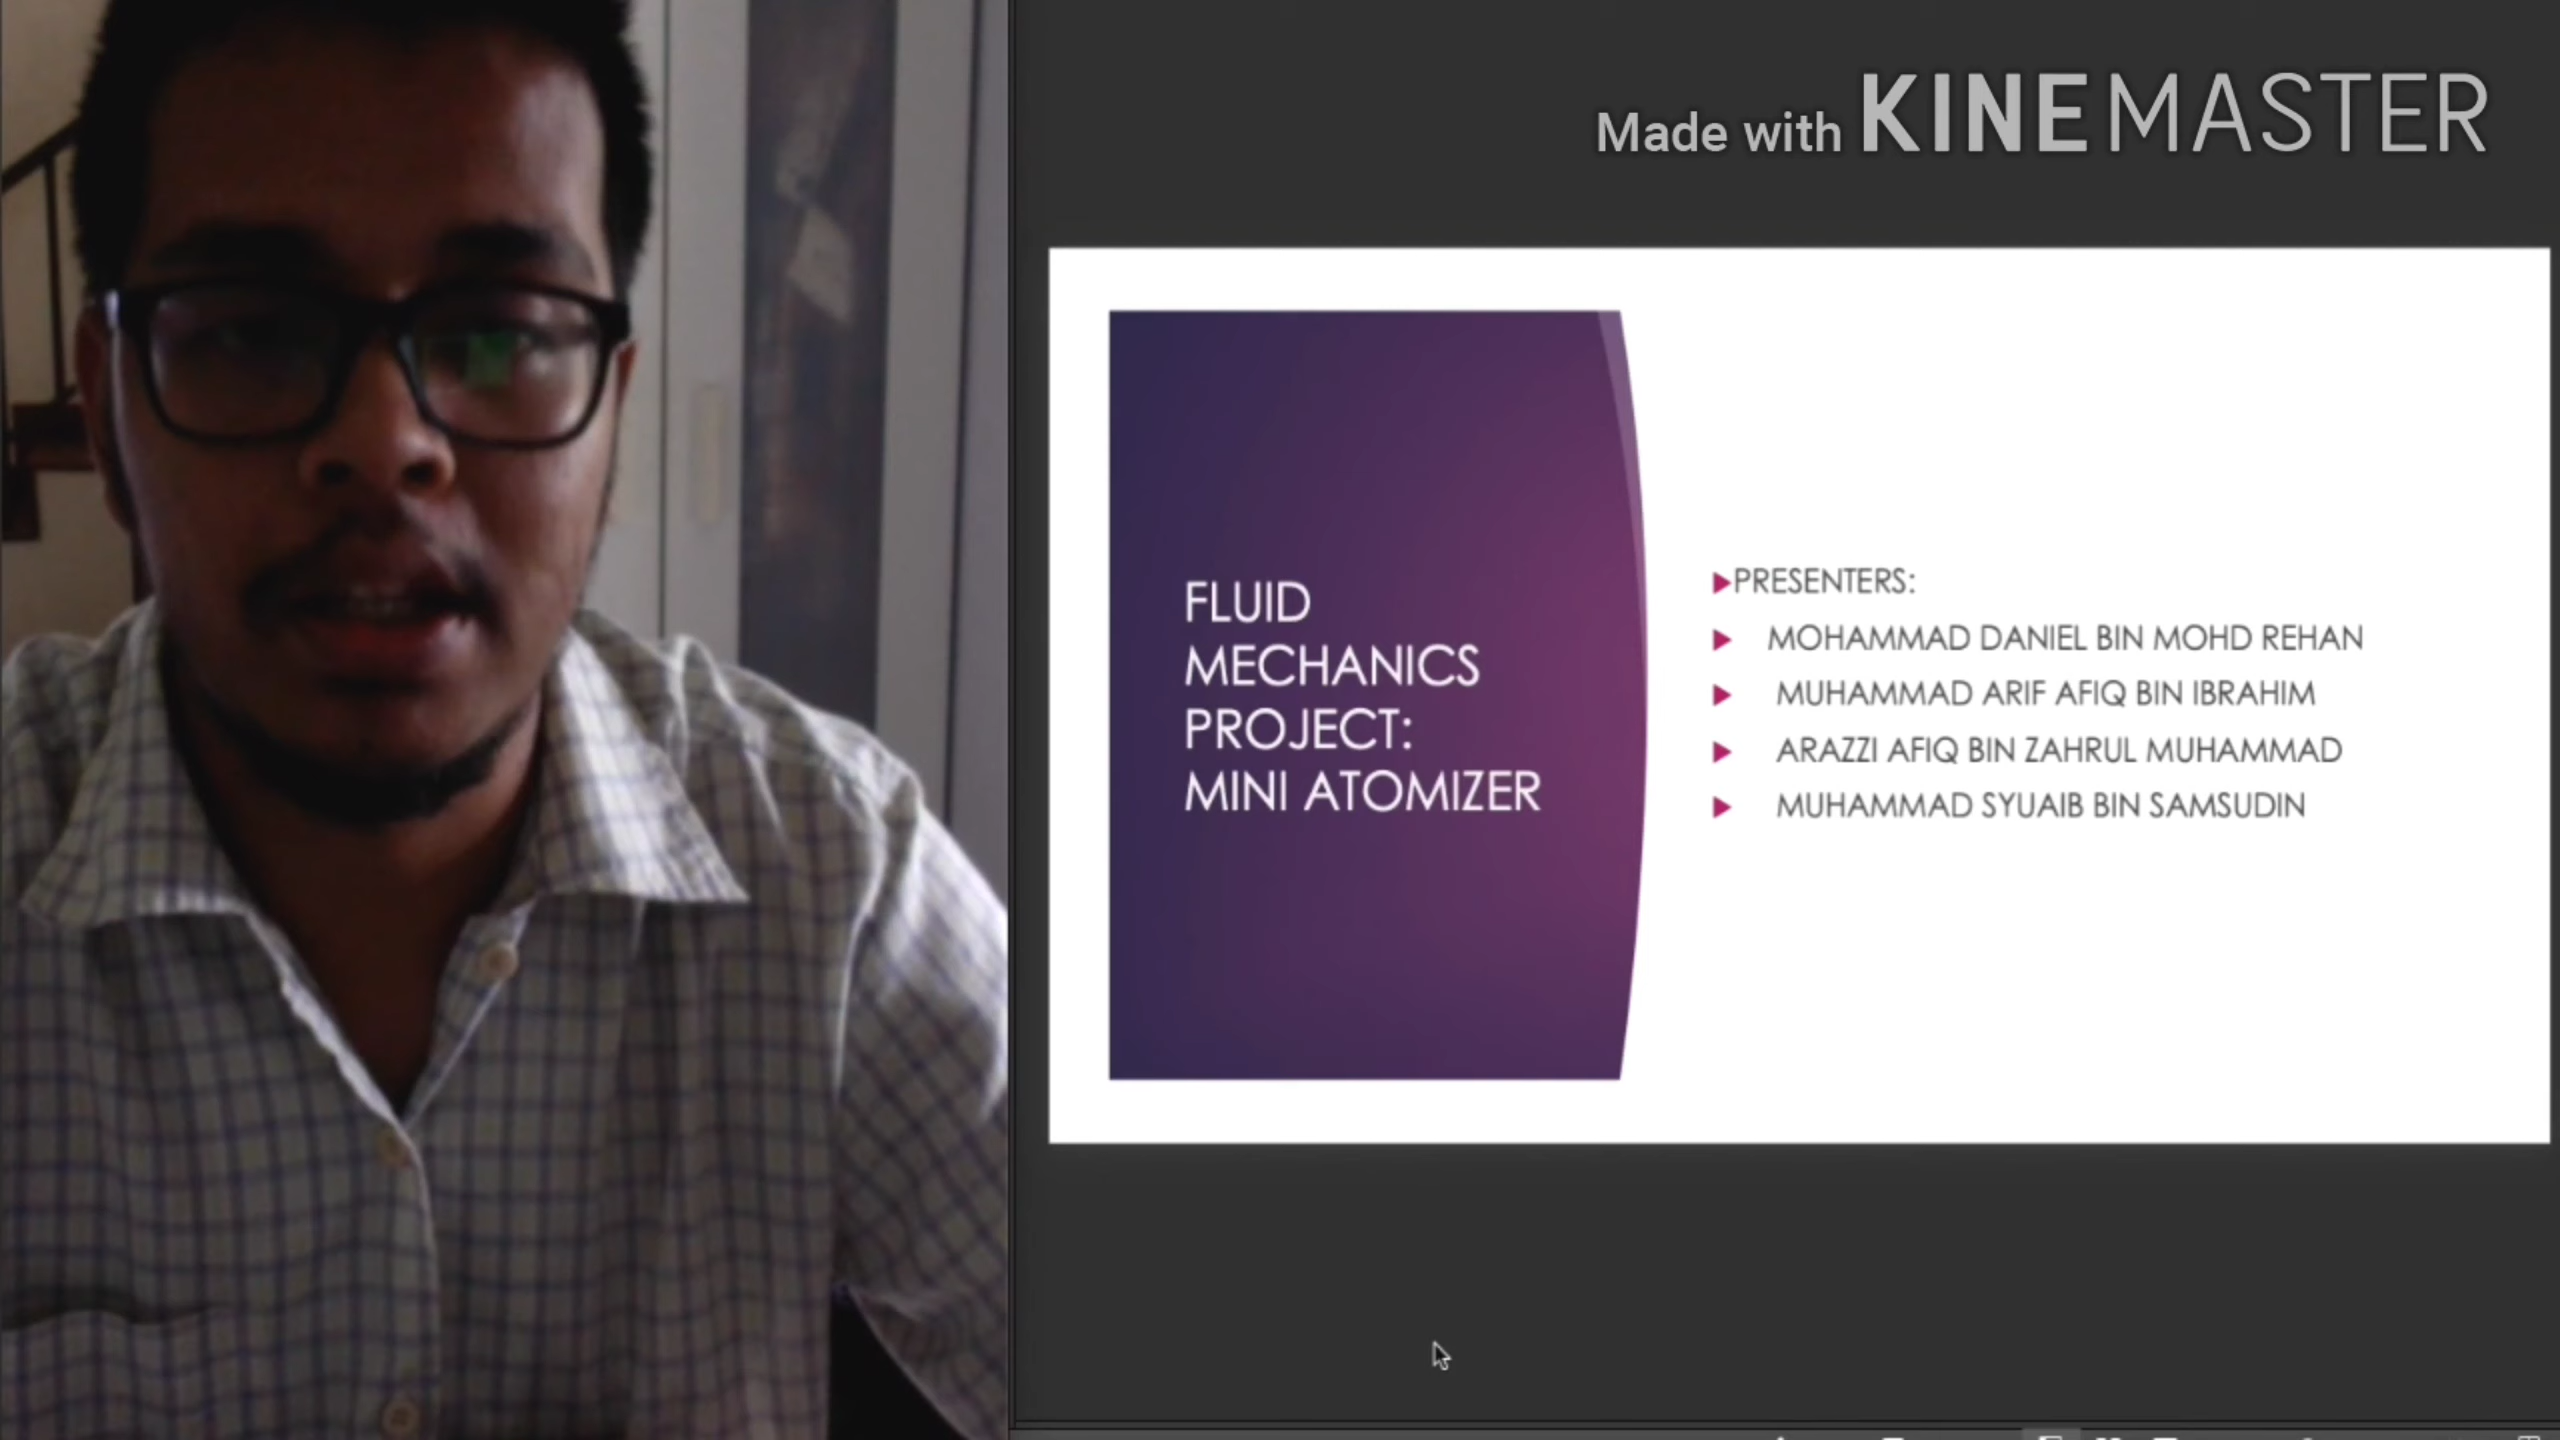 Made with KINEMASTER
FLUID
MECHANICS
PROJECT:
MINI ATOMIZER
PRESENTERS:
MOHAMMAD DANIEL BIN MOHD REHAN
MUHAMMAD ARIF AFIQ BIN IBRAHIM
ARAZZI AFIQ BIN ZAHRUL MUHAMMAD
MUHAMMAD SYUAIB BIN SAMSUDIN